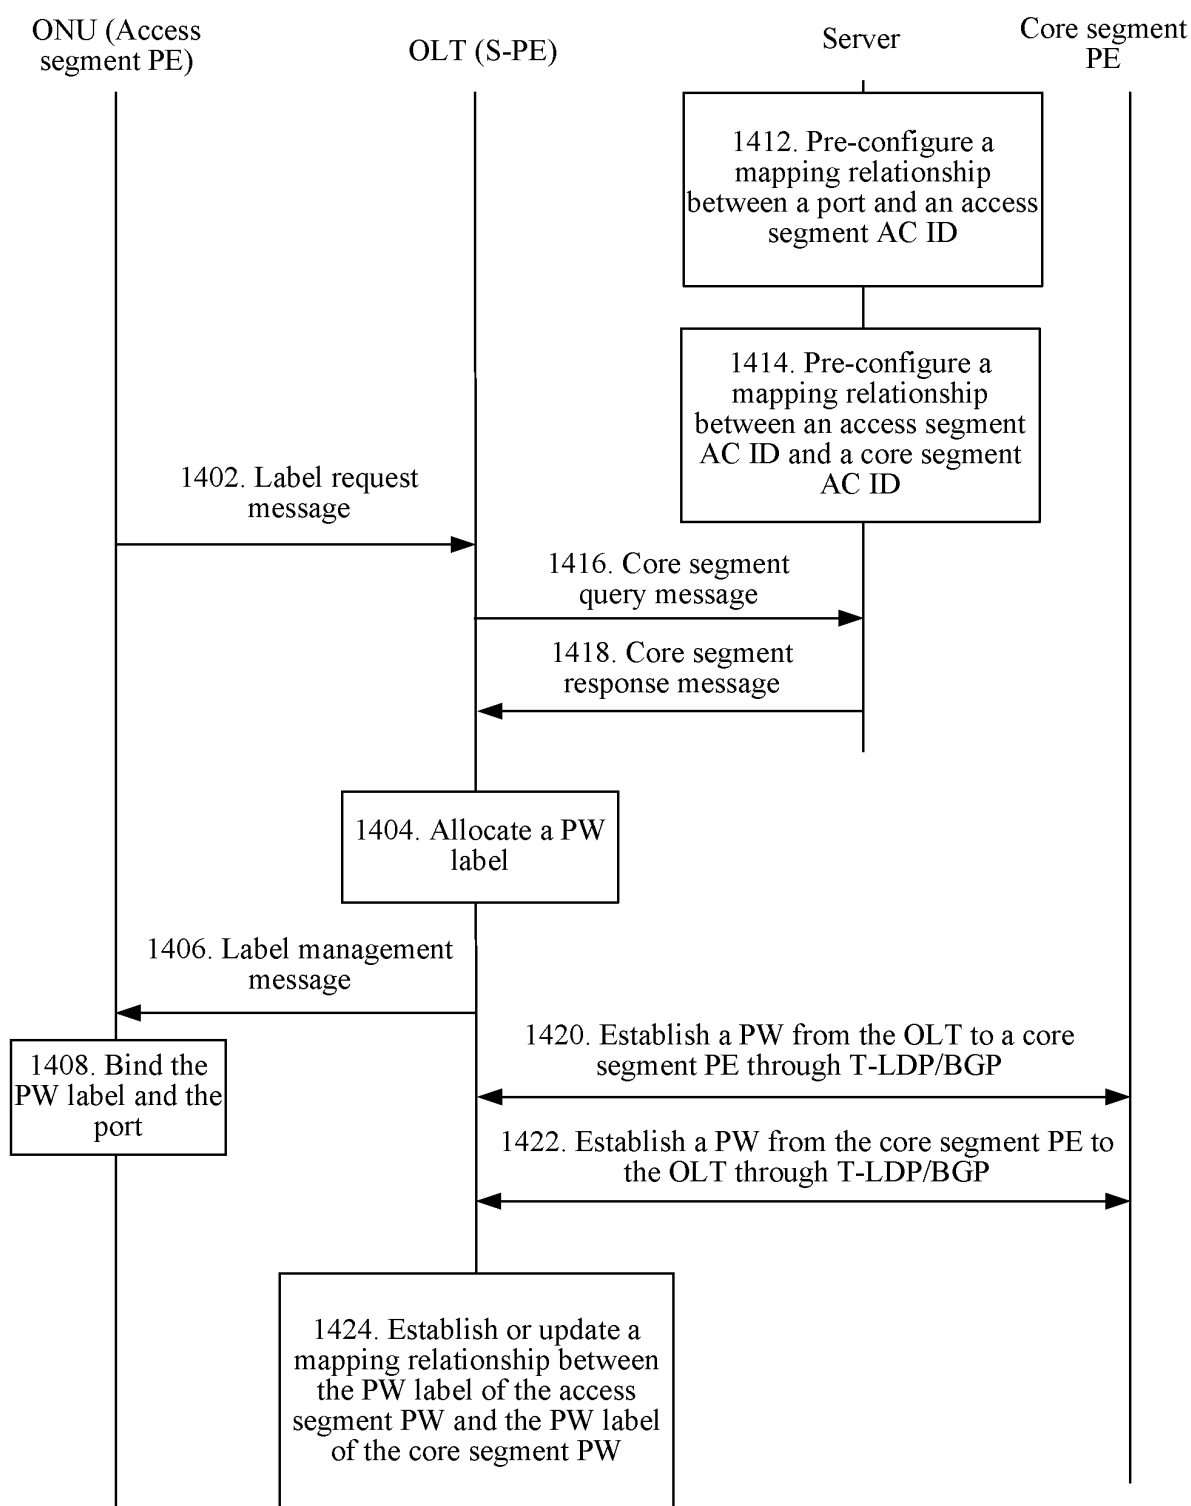 ONU (Access
segment PE)
OLT (S-PE)
Server
Core segment
PE
1412. Pre-configure a
mapping relationship
between a port and an access
segment AC ID
1414. Pre-configure a
mapping relationship
between an access segment
AC ID and a core segment
AC ID
1402. Label request
message
1416. Core segment
query message
1418. Core segment
response message
1404. Allocate a PW
label
1406. Label management
message
1408. Bind the
PW label and the
port
1420. Establish a PW from the OLT to a core
segment PE through T-LDP/BGP
1422. Establish a PW from the core segment PE to
the OLT through T-LDP/BGP
1424. Establish or update a
mapping relationship between
the PW label of the access
segment PW and the PW label
of the core segment PW